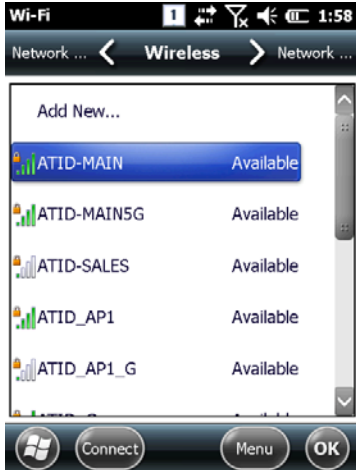 Wi-Fi 1 1:58
Network ... Wireless Network ...
Add New...
ATID-MAIN Available
ATID-MAIN5G Available
ATID-SALES Available
ATID_AP1 Available
ATID_AP1_G Available
Connect Menu OK